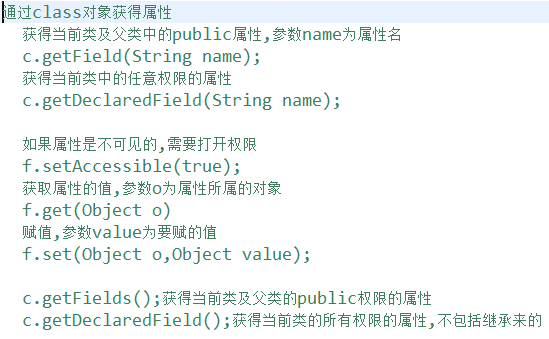 通过class对象获得属性
获得当前类及父类中的public属性,参数name为属性名
c.getField(String name);
获得当前类中的任意权限的属性
c.getDeclaredField(String name);
如果属性是不可见的,需要打开权限
f.setAccessible(true);
获取属性的值,参数o为属性所属的对象
f.get(Object o)
赋值,参数value为要赋的值
f.set(Object o,Object value);
c.getFields();获得当前类及父类的public权限的属性
c.getDeclaredField();获得当前类的所有权限的属性,不包括继承来的